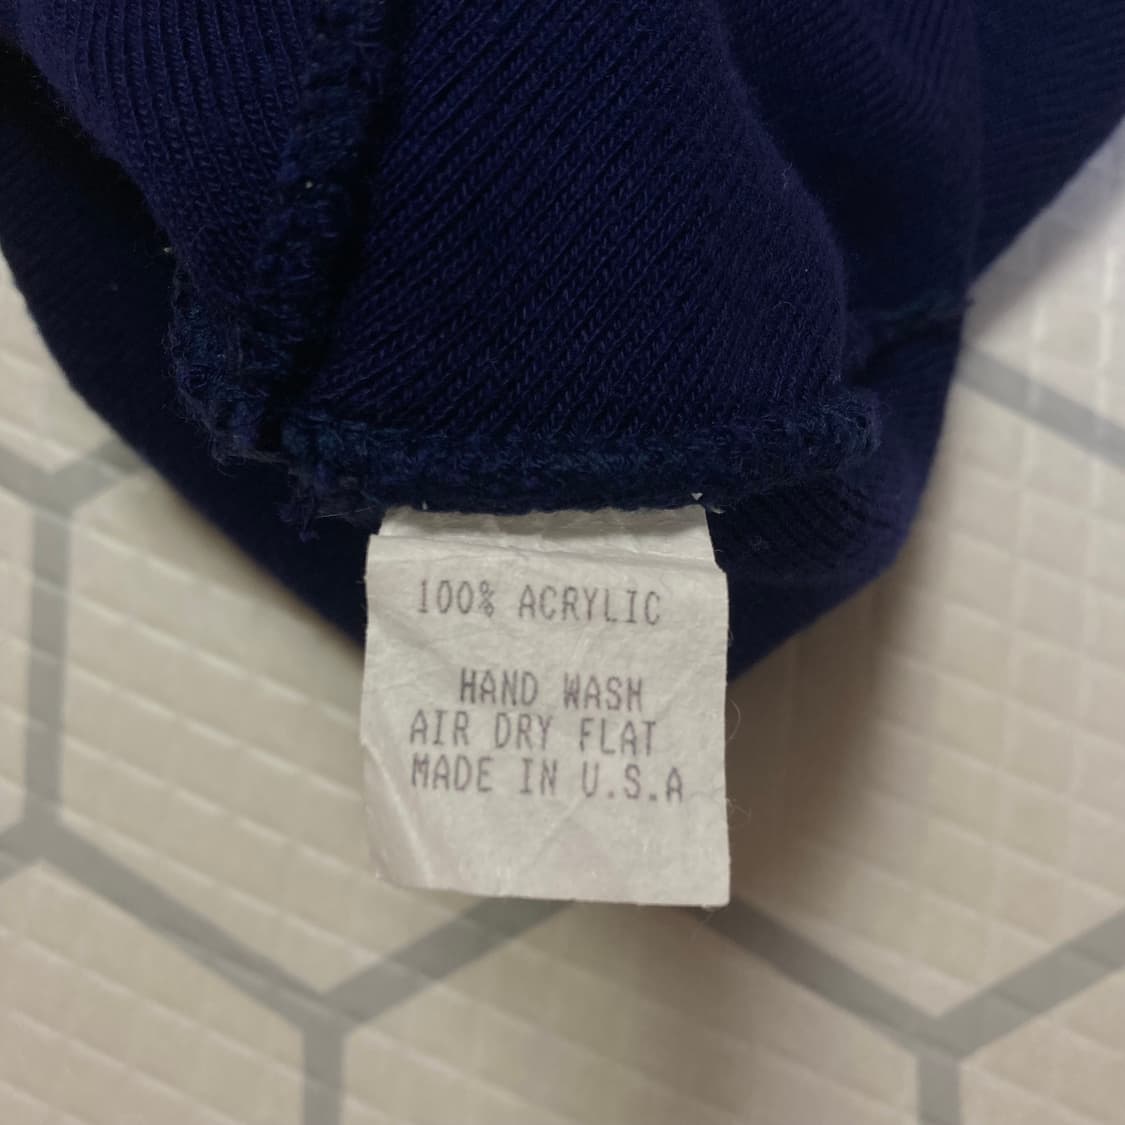 100% ACRYLIC
HAND WASH
AIR DRY FLAT
MADE IN U.S.A